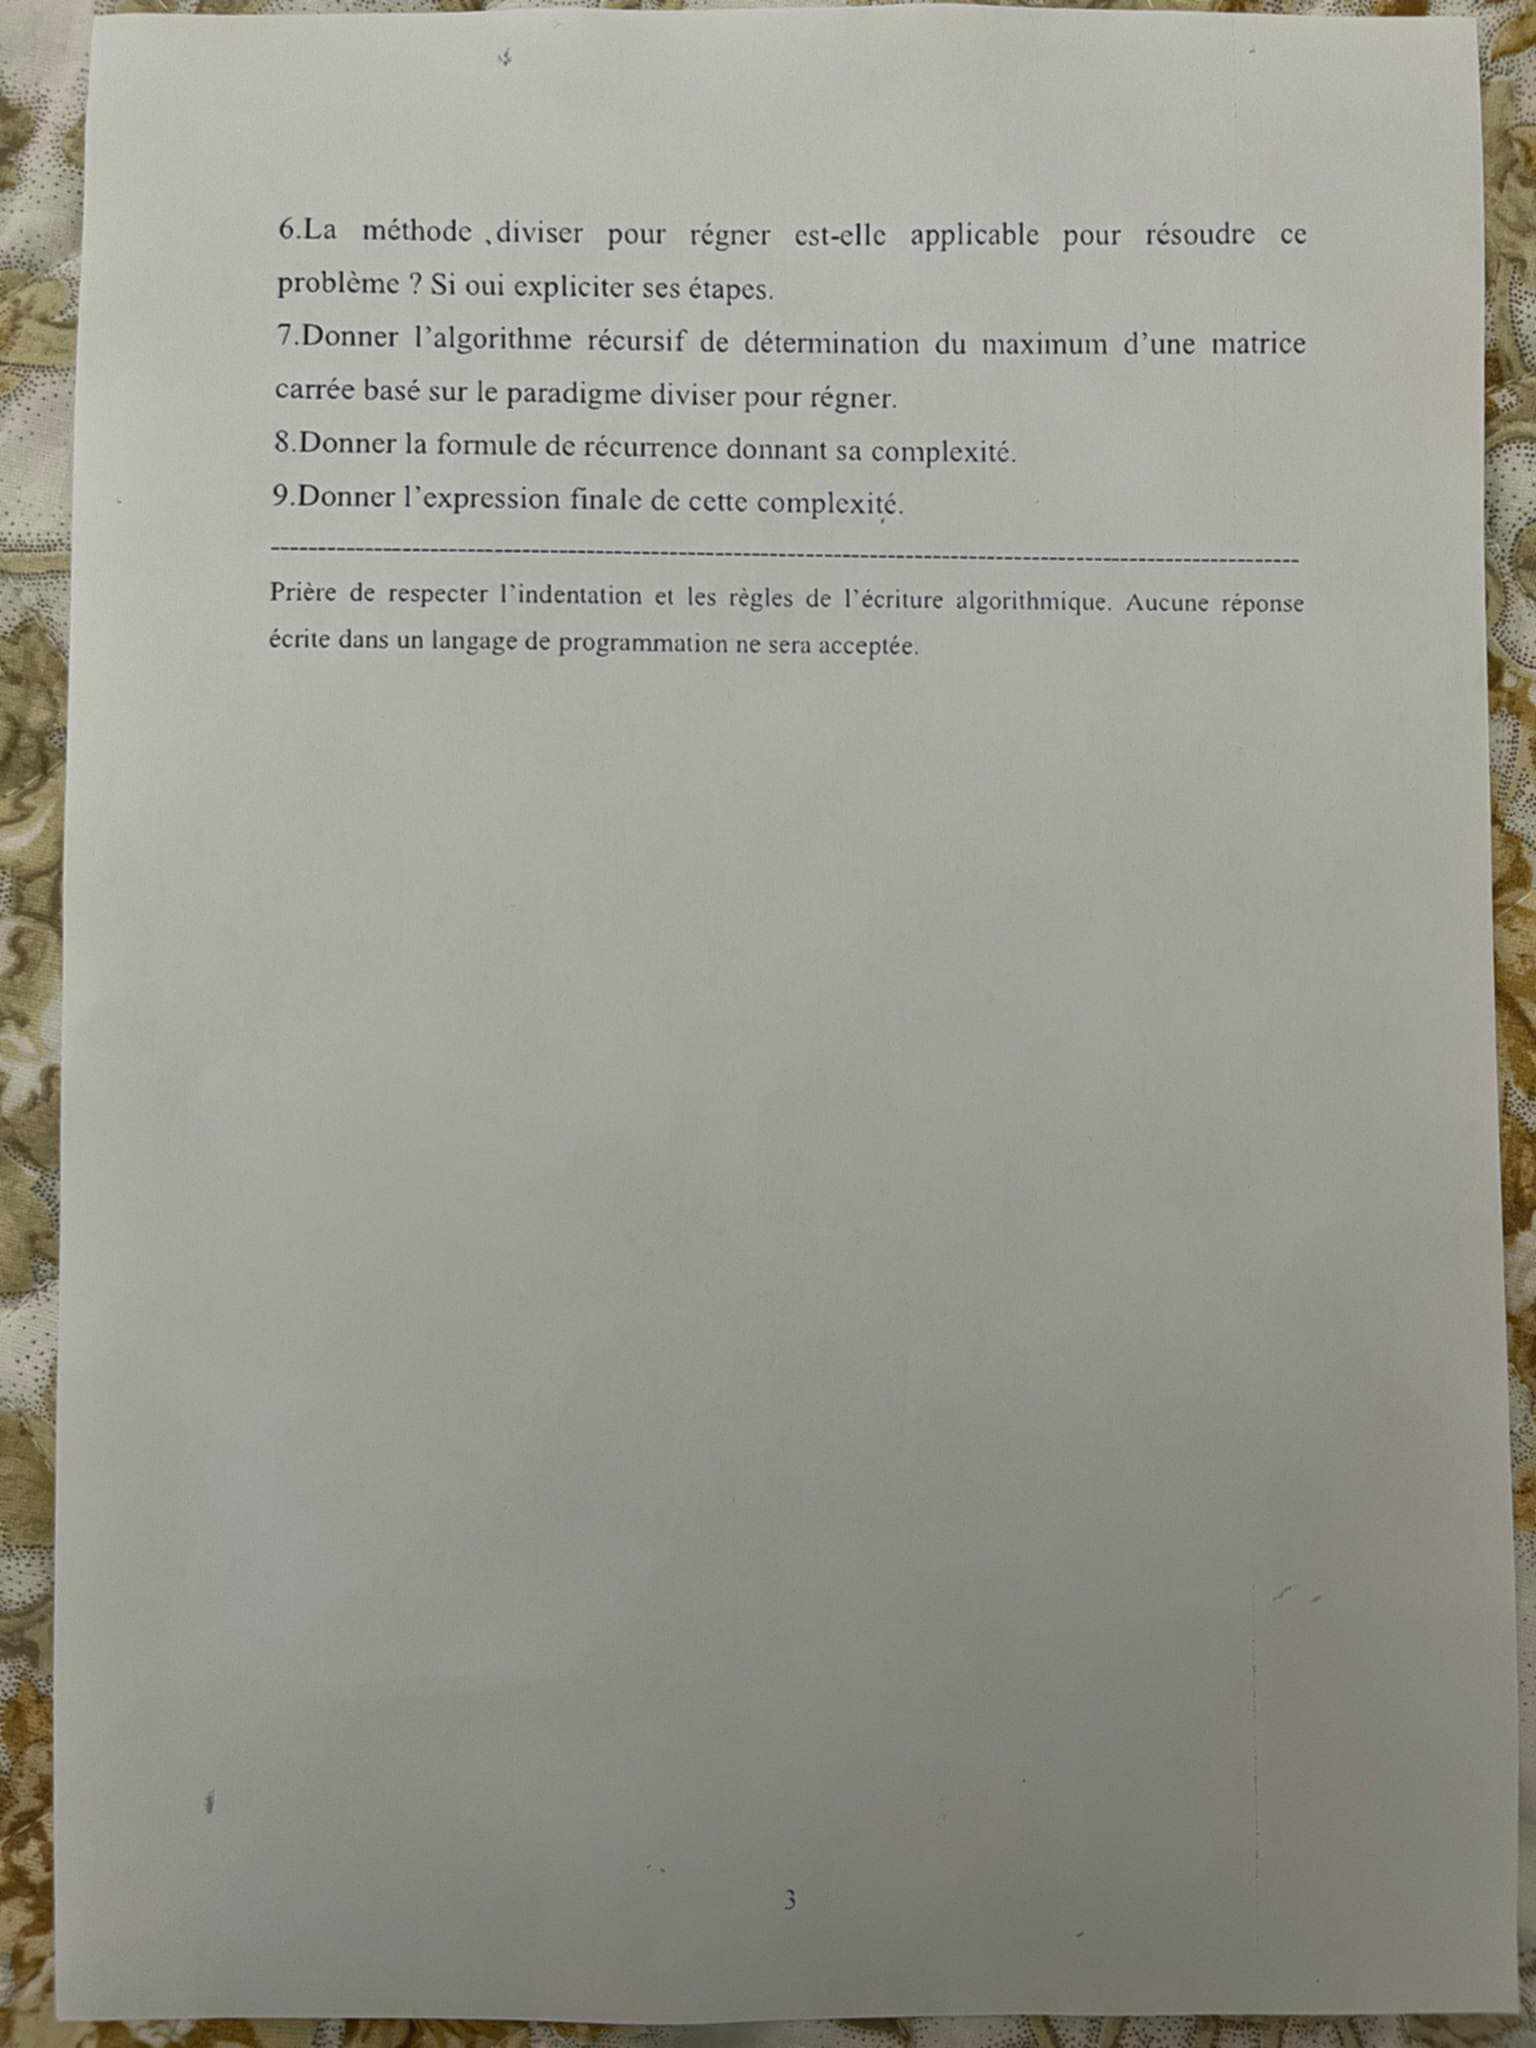 6.La méthode diviser pour régner est-elle applicable pour résoudre ce
problème ? Si oui expliciter ses étapes.
7.Donner l'algorithme récursif de détermination du maximum d'une matrice
carrée basé sur le paradigme diviser pour régner.
8.Donner la formule de récurrence donnant sa complexité.
9.Donner l'expression finale de cette complexité.
Prière de respecter l'indentation et les règles de l'écriture algorithmique. Aucune réponse
écrite dans un langage de programmation ne sera acceptée.
3